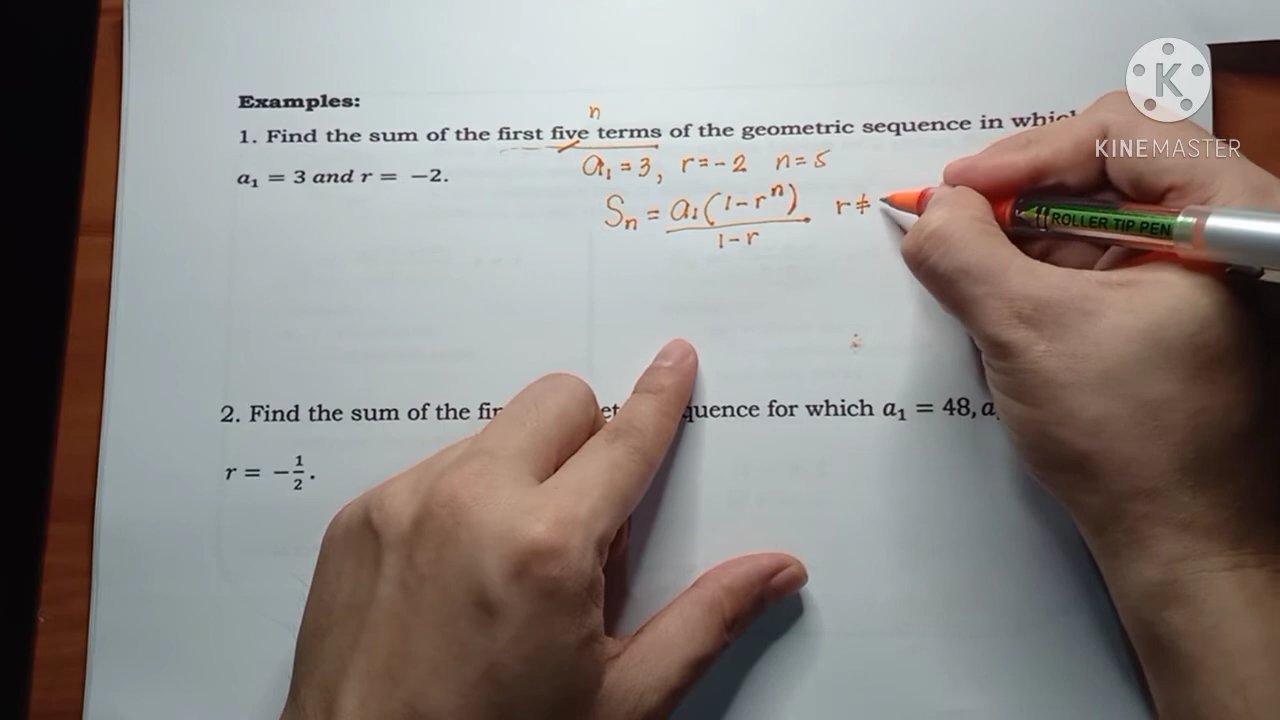 Examples:
n
1. Find the sum of the first five terms of the geometric sequence in which
a₁ = 3, r = -2 n = 5
a₁ = 3 and r = −2.
Sₙ = a₁(1-rⁿ) / 1-r r ≠
2. Find the sum of the fir quence for which a₁ = 48, a
r = −1/2.
K
KINEMASTER
ROLLER TIP PEN